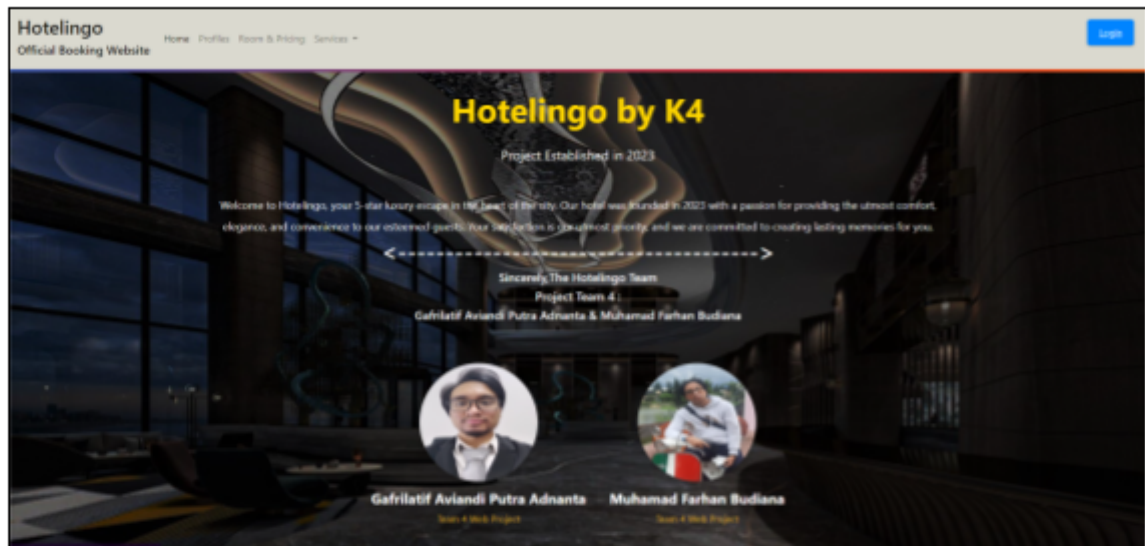 Hotelingo
Official Booking Website
Home Profiles Room & Pricing Services
Login
Hotelingo by K4
Project Established in 2023
Welcome to Hotelingo, your 5-star luxury escape in the heart of the city. Our hotel was founded in 2023 with a passion for providing the utmost comfort,
elegance, and convenience to our esteemed guests. Your satisfaction is our utmost priority, and we are committed to creating lasting memories for you.
<----------------------------------->
Sincerely,The Hotelingo Team
Project Team 4 :
Gafrilatif Aviandi Putra Adnanta & Muhamad Farhan Budiana
Gafrilatif Aviandi Putra Adnanta Muhamad Farhan Budiana
Team 4 Web Project Team 4 Web Project